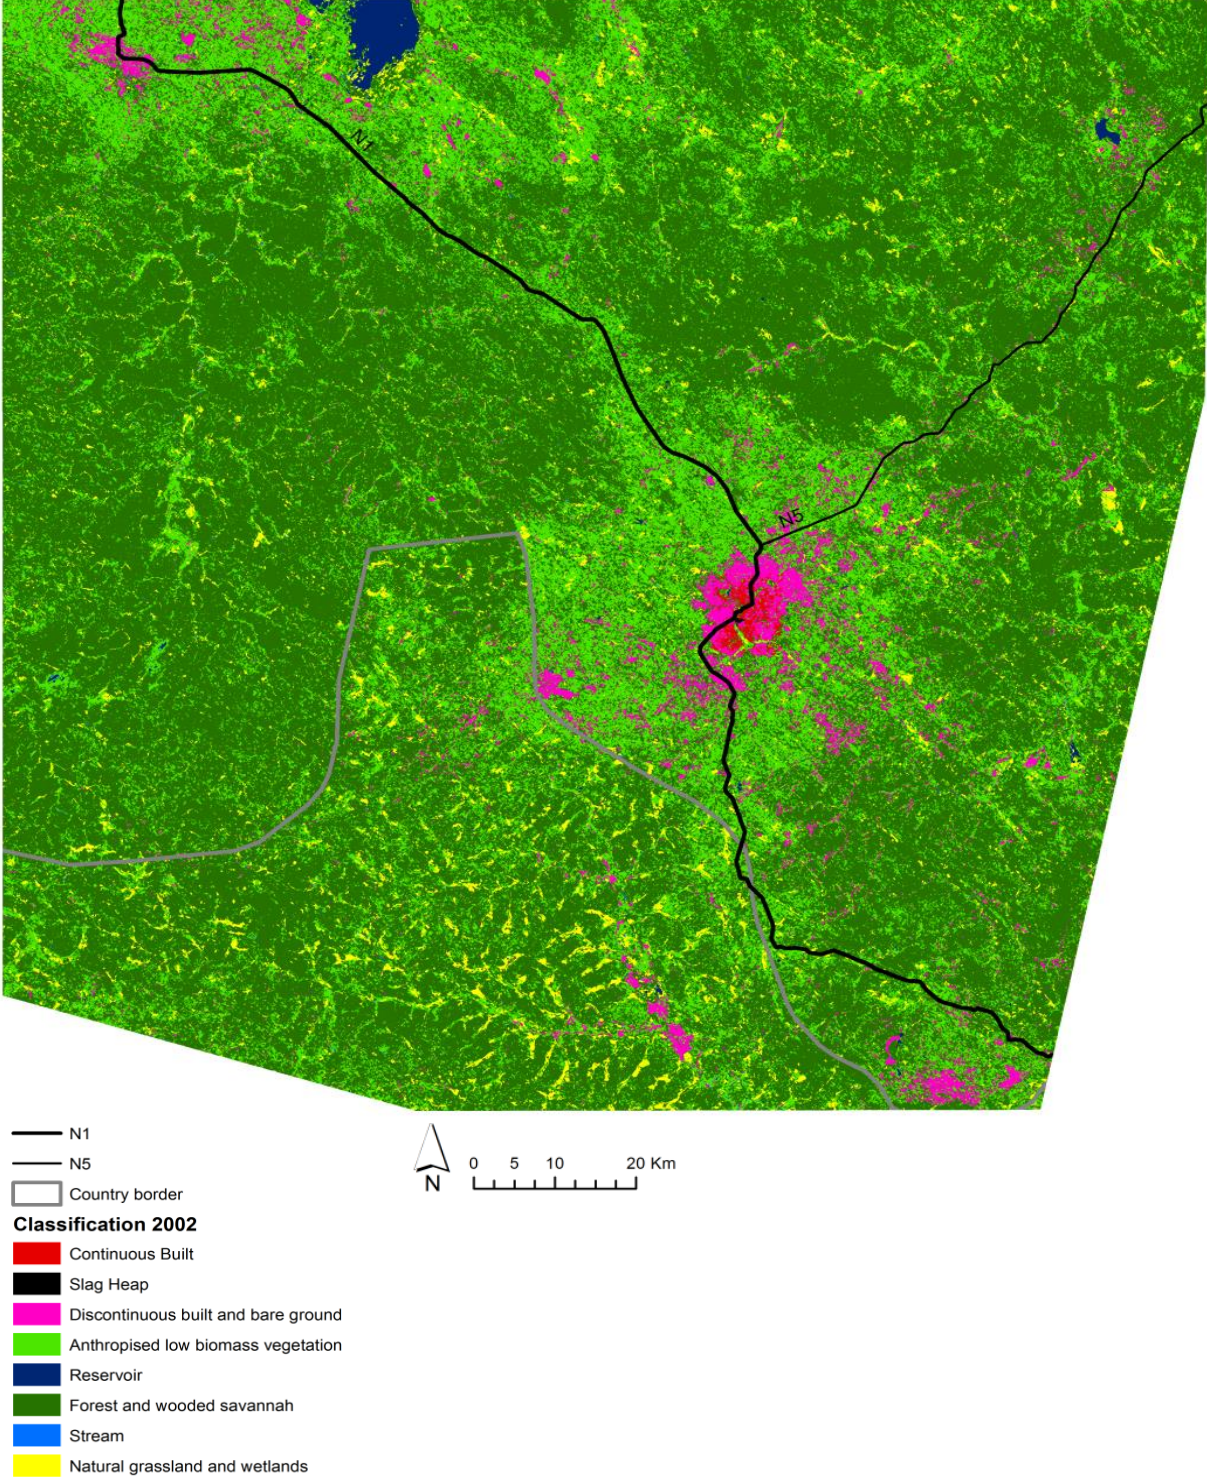 N1
N5
N1
N5
Country border
Classification 2002
Continuous Built
Slag Heap
Discontinuous built and bare ground
Anthropised low biomass vegetation
Reservoir
Forest and wooded savannah
Stream
Natural grassland and wetlands
N
0 5 10 20 Km